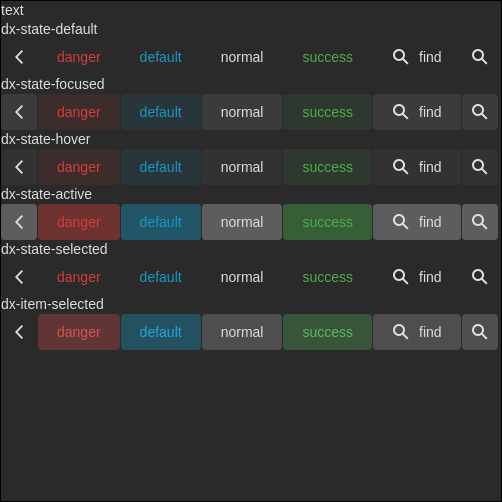 text
dx-state-default
danger default normal success find
dx-state-focused
danger default normal success find
dx-state-hover
danger default normal success find
dx-state-active
danger default normal success find
dx-state-selected
danger default normal success find
dx-item-selected
danger default normal success find